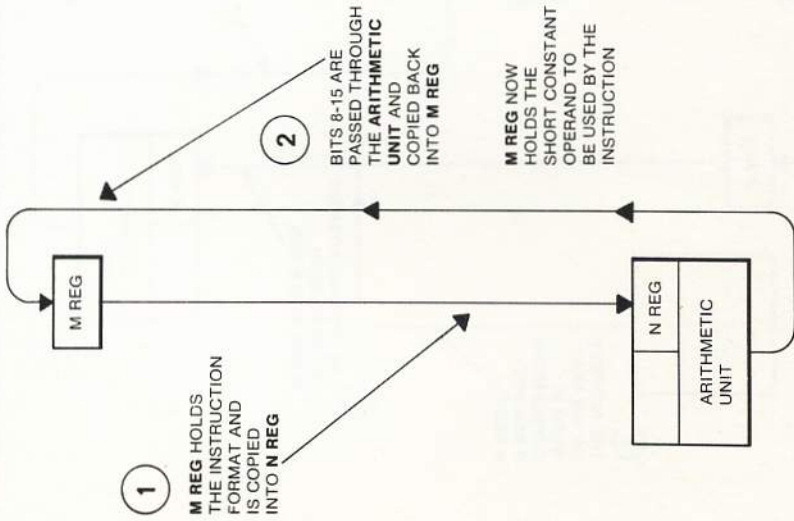 1
M REG HOLDS
THE INSTRUCTION
FORMAT AND
IS COPIED
INTO N REG
M REG
2
BITS 8-15 ARE
PASSED THROUGH
THE ARITHMETIC
UNIT AND
COPIED BACK
INTO M REG
M REG NOW
HOLDS THE
SHORT CONSTANT
OPERAND TO
BE USED BY THE
INSTRUCTION
N REG
ARITHMETIC
UNIT